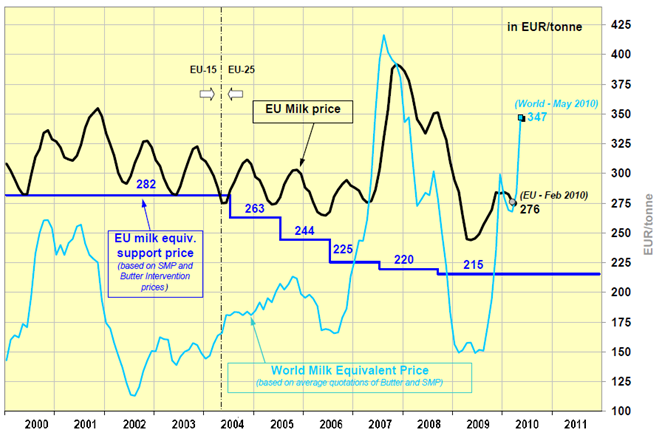 in EUR/tonne
425
400
375
350
325
300
275
250
225
200
175
150
125
100
EUR/tonne
EU-15
EU-25
EU Milk price
(World - May 2010)
347
(EU - Feb 2010)
276
282
263
244
225
220
215
EU milk equiv.
support price
(based on SMP and
Butter Intervention
prices)
World Milk Equivalent Price
(based on average quotations of Butter and SMP)
2000
2001
2002
2003
2004
2005
2006
2007
2008
2009
2010
2011